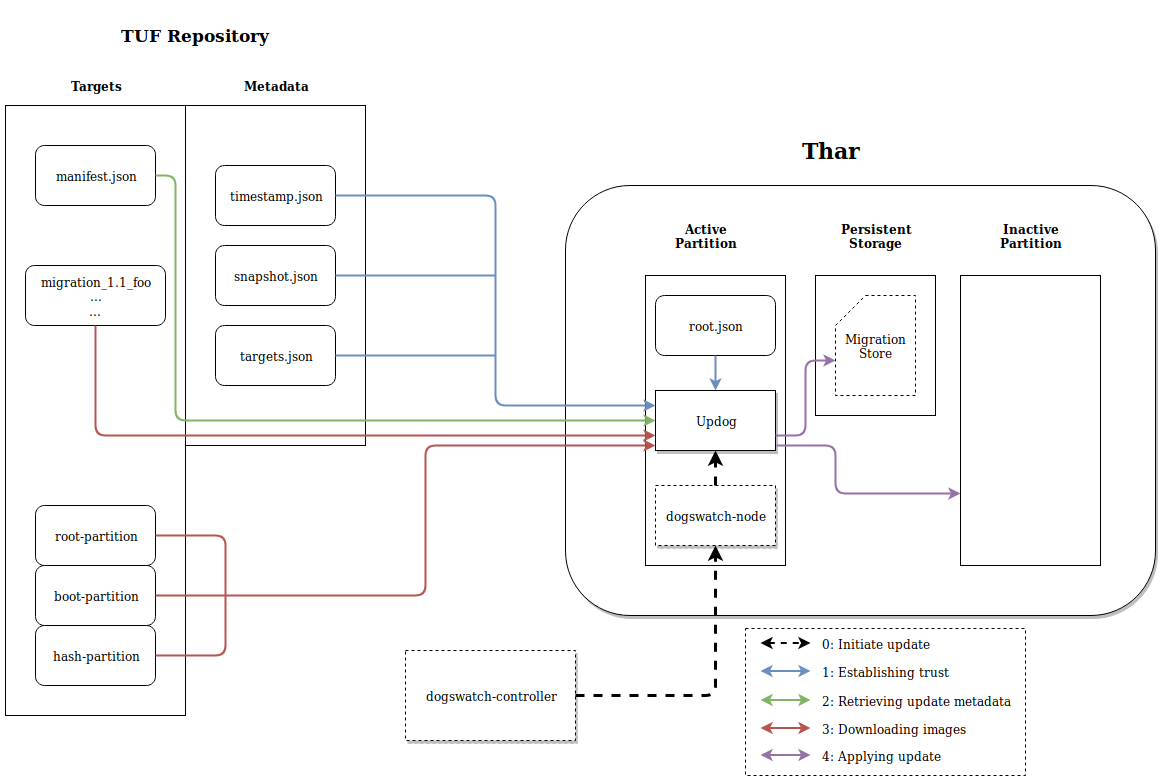 TUF Repository
Targets
Metadata
manifest.json
migration_1.1_foo
...
...
timestamp.json
snapshot.json
targets.json
root-partition
boot-partition
hash-partition
Thar
Active
Partition
Persistent
Storage
Inactive
Partition
root.json
Updog
dogswatch-node
Migration
Store
dogswatch-controller
0: Initiate update
1: Establishing trust
2: Retrieving update metadata
3: Downloading images
4: Applying update